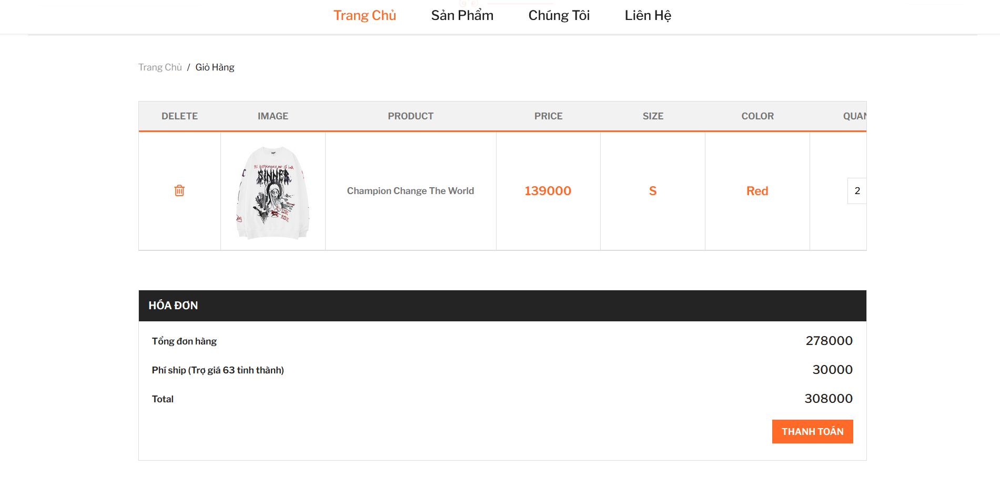 Trang Chủ Sản Phẩm Chúng Tôi Liên Hệ
Trang Chủ / Giỏ Hàng
DELETE IMAGE PRODUCT PRICE SIZE COLOR QUAN
SINNER
Champion Change The World 139000 S Red 2
HÓA ĐƠN
Tổng đơn hàng 278000
Phí ship (Trợ giá 63 tỉnh thành) 30000
Total 308000
THANH TOÁN